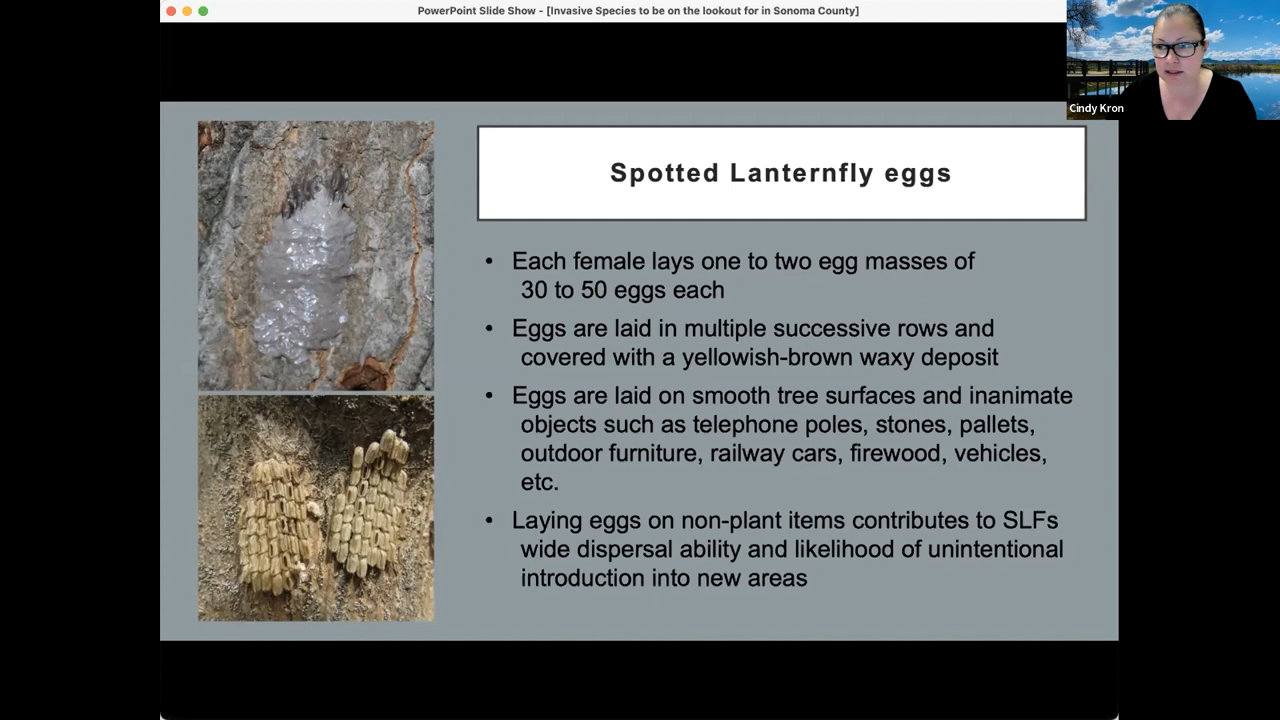 PowerPoint Slide Show - [Invasive Species to be on the lookout for in Sonoma County]
Cindy Kron
Spotted Lanternfly eggs
• Each female lays one to two egg masses of
30 to 50 eggs each
• Eggs are laid in multiple successive rows and
covered with a yellowish-brown waxy deposit
• Eggs are laid on smooth tree surfaces and inanimate
objects such as telephone poles, stones, pallets,
outdoor furniture, railway cars, firewood, vehicles,
etc.
• Laying eggs on non-plant items contributes to SLFs
wide dispersal ability and likelihood of unintentional
introduction into new areas